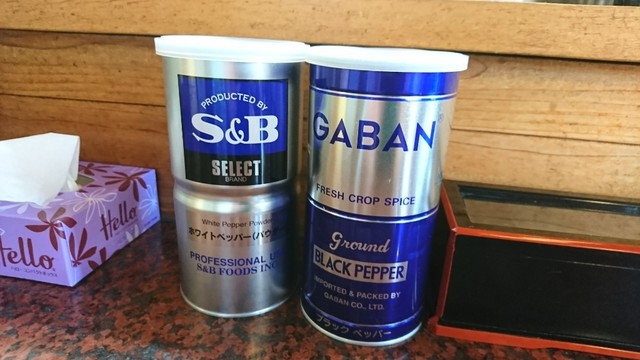 PRODUCTED BY
S&B
SELECT
BRAND
White Pepper Powder
ホワイトペッパー(パウ
PROFESSIONAL U
S&B FOODS INC
GABAN
FRESH CROP SPICE
Ground
BLACK PEPPER
IMPORTED & PACKED BY
GABAN CO., LTD.
ブラック ペッパー
Hello
Hello